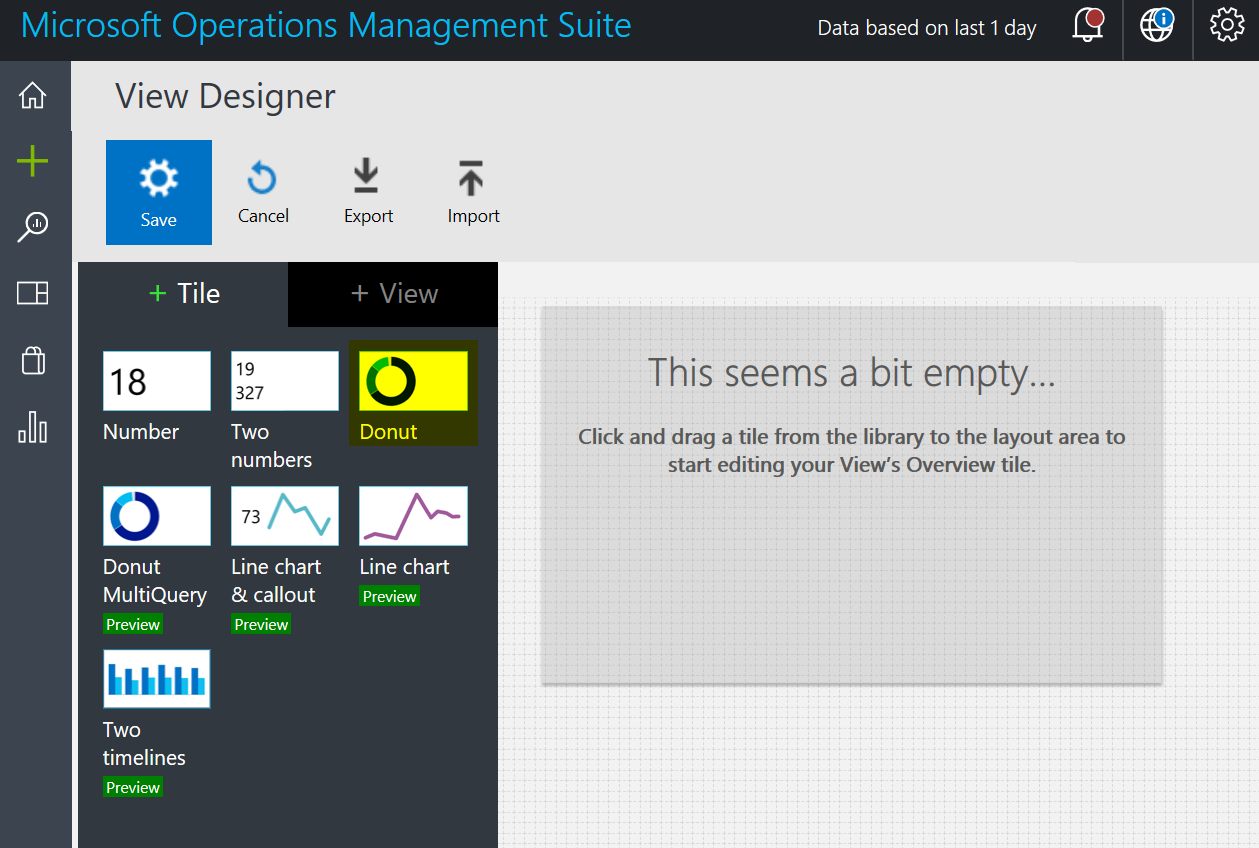 Microsoft Operations Management Suite
Data based on last 1 day
View Designer
Save
Cancel
Export
Import
+ Tile
+ View
18
Number
19
327
Two
numbers
Donut
Donut
MultiQuery
Preview
73
Line chart
& callout
Preview
Line chart
Preview
Two
timelines
Preview
This seems a bit empty...
Click and drag a tile from the library to the layout area to
start editing your View’s Overview tile.